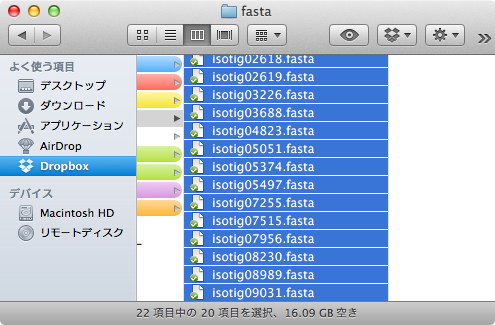 fasta
よく使う項目
デスクトップ
ダウンロード
アプリケーション
AirDrop
Dropbox
デバイス
Macintosh HD
リモートディスク
isotig02618.fasta
isotig02619.fasta
isotig03226.fasta
isotig03688.fasta
isotig04823.fasta
isotig05051.fasta
isotig05374.fasta
isotig05497.fasta
isotig07255.fasta
isotig07515.fasta
isotig07956.fasta
isotig08230.fasta
isotig08989.fasta
isotig09031.fasta
22 項目中の 20 項目を選択、16.09 GB 空き